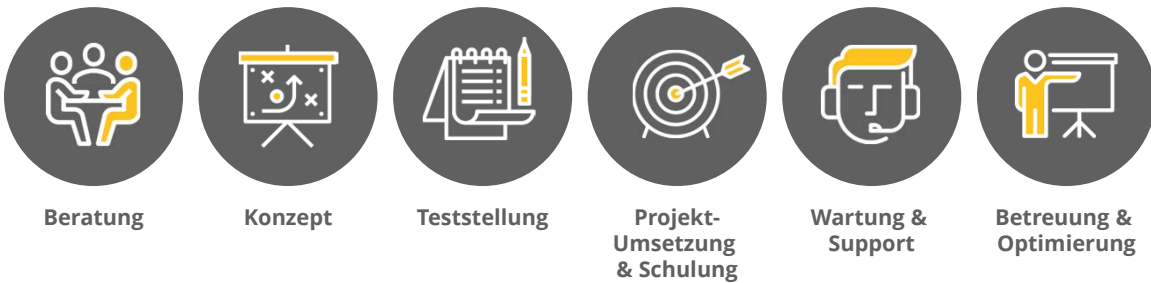 Beratung
Konzept
Teststellung
Projekt-
Umsetzung
& Schulung
Wartung &
Support
Betreuung &
Optimierung